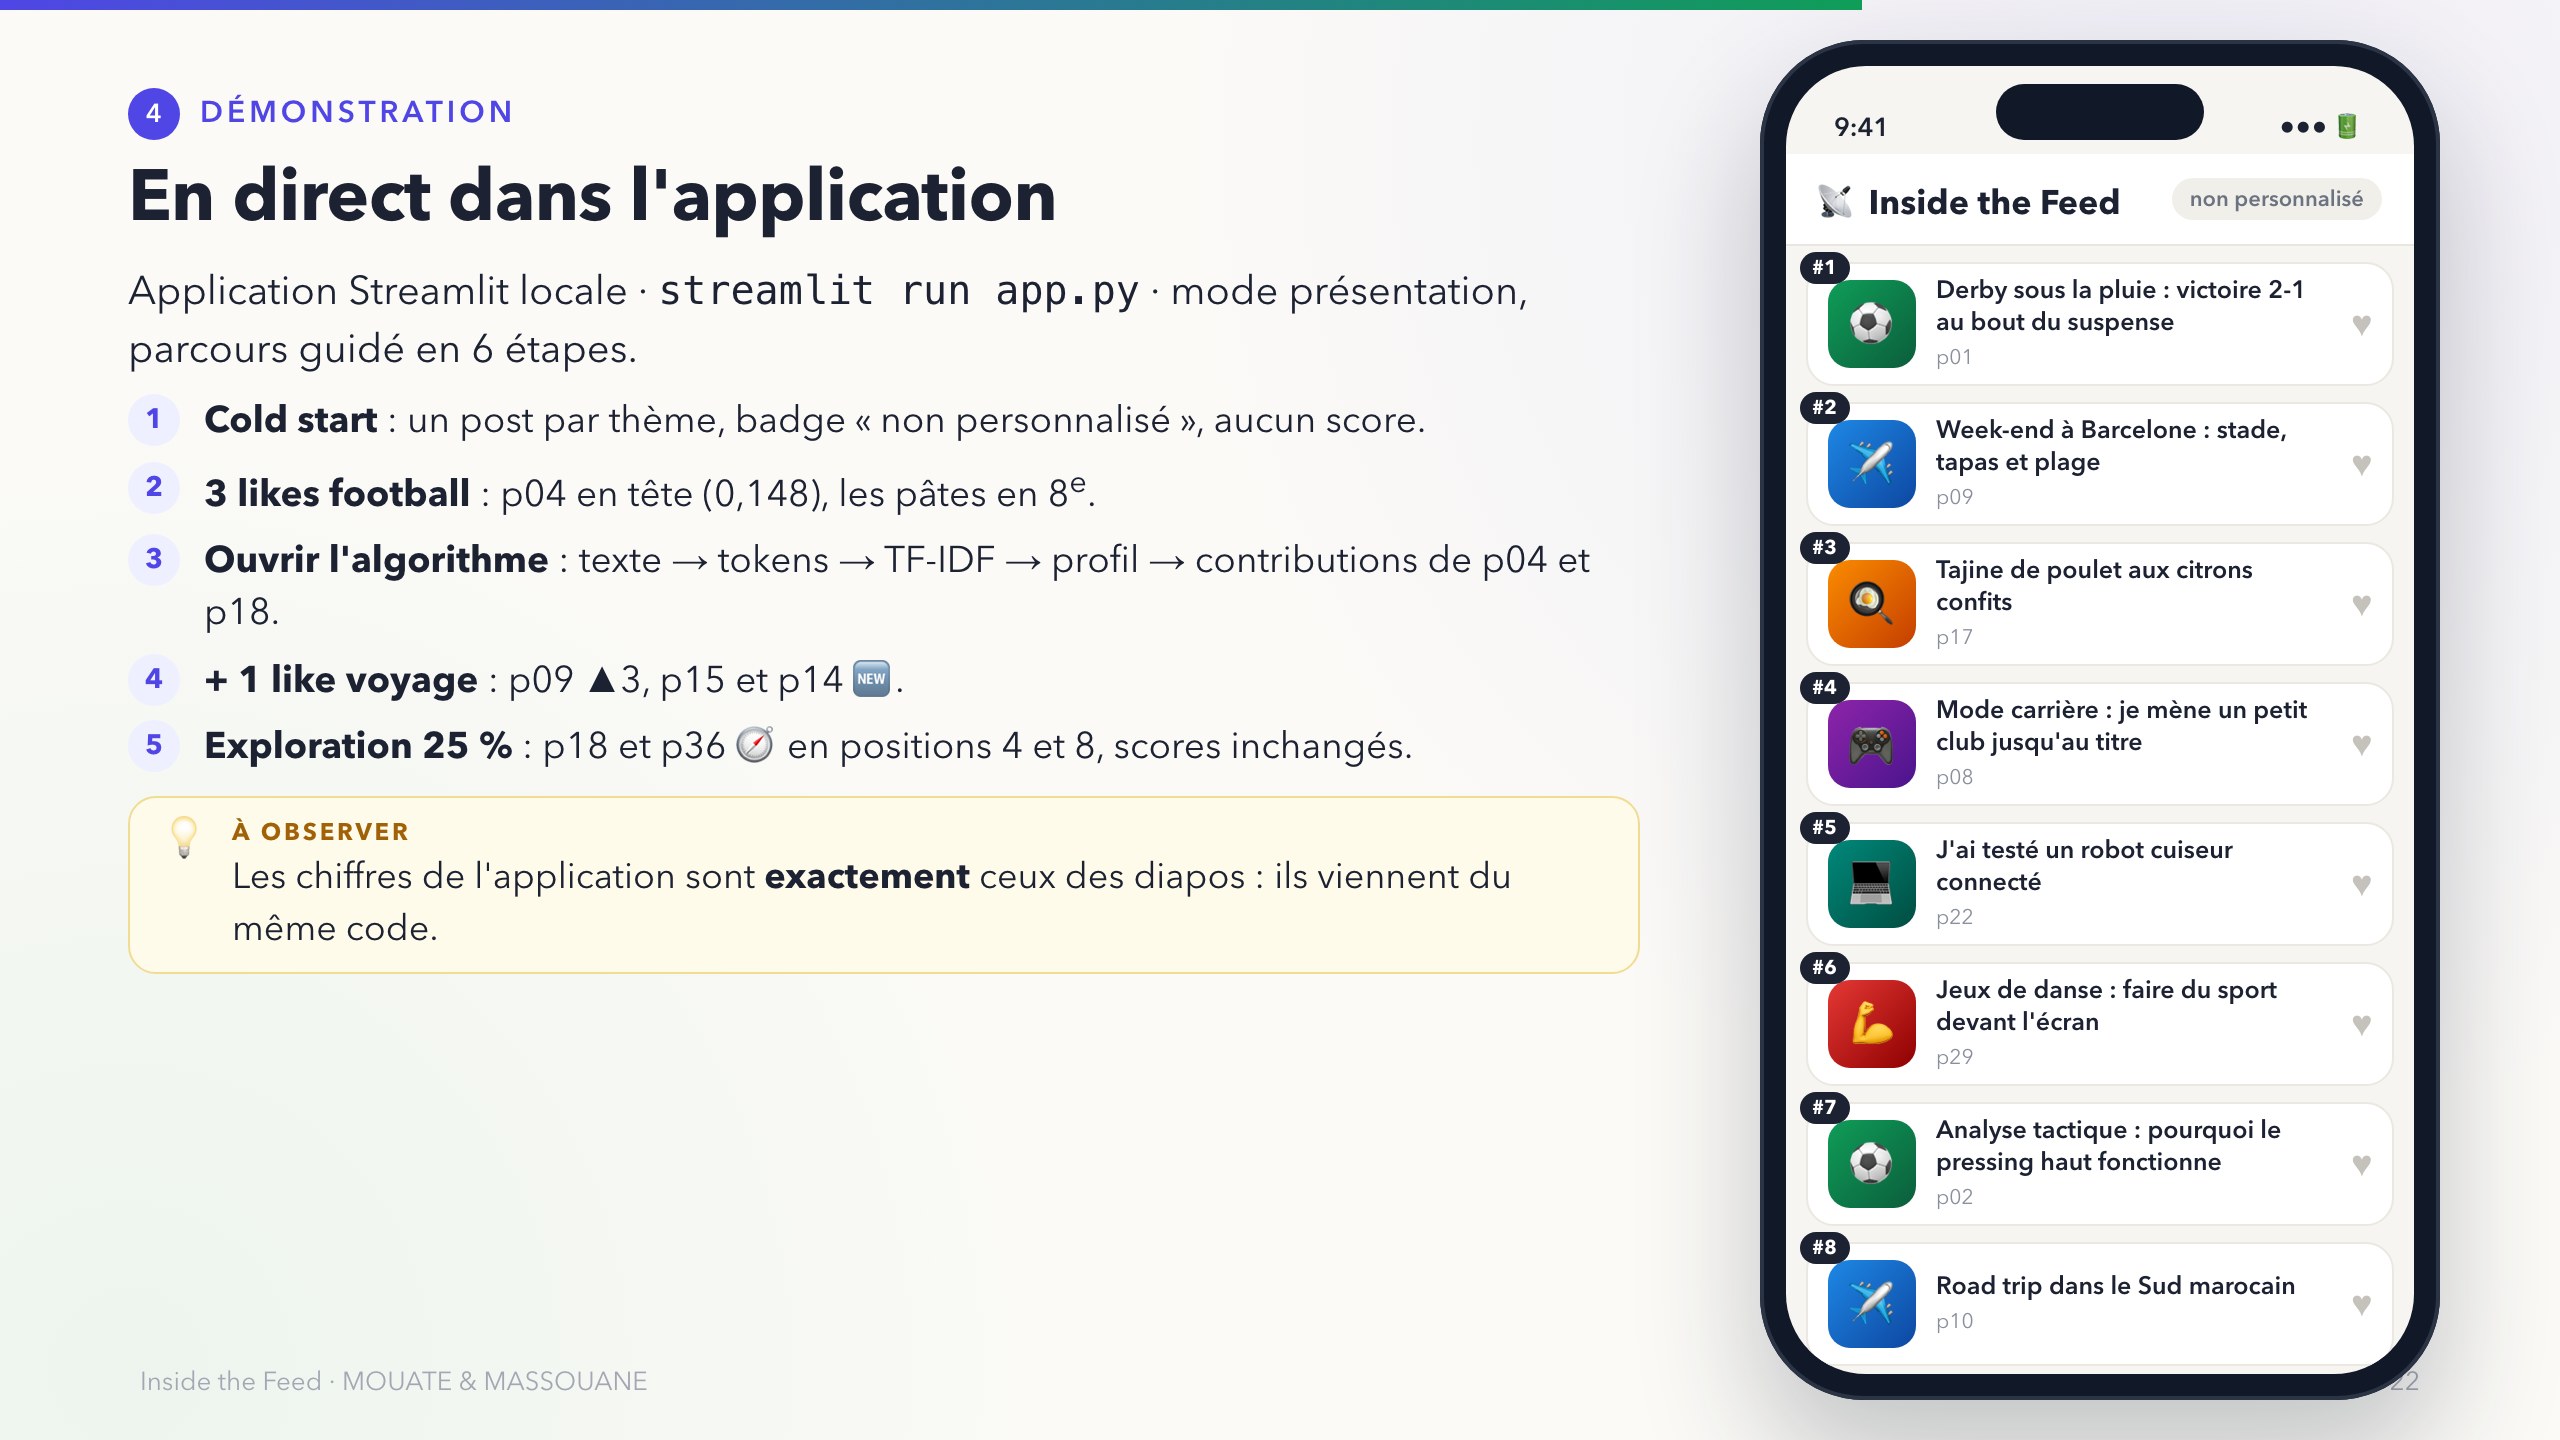 4 DÉMONSTRATION
En direct dans l'application
Application Streamlit locale · streamlit run app.py · mode présentation,
parcours guidé en 6 étapes.
1 Cold start : un post par thème, badge « non personnalisé », aucun score.
2 3 likes football : p04 en tête (0,148), les pâtes en 8e.
3 Ouvrir l'algorithme : texte → tokens → TF-IDF → profil → contributions de p04 et
p18.
4 + 1 like voyage : p09 ▲3, p15 et p14 🆕.
5 Exploration 25 % : p18 et p36 🧭 en positions 4 et 8, scores inchangés.
💡 À OBSERVER
Les chiffres de l'application sont exactement ceux des diapos : ils viennent du
même code.
9:41
Inside the Feed non personnalisé
#1
Derby sous la pluie : victoire 2-1
au bout du suspense
p01
#2
Week-end à Barcelone : stade,
tapas et plage
p09
#3
Tajine de poulet aux citrons
confits
p17
#4
Mode carrière : je mène un petit
club jusqu'au titre
p08
#5
J'ai testé un robot cuiseur
connecté
p22
#6
Jeux de danse : faire du sport
devant l'écran
p29
#7
Analyse tactique : pourquoi le
pressing haut fonctionne
p02
#8
Road trip dans le Sud marocain
p10
Inside the Feed · MOUATE & MASSOUANE
22